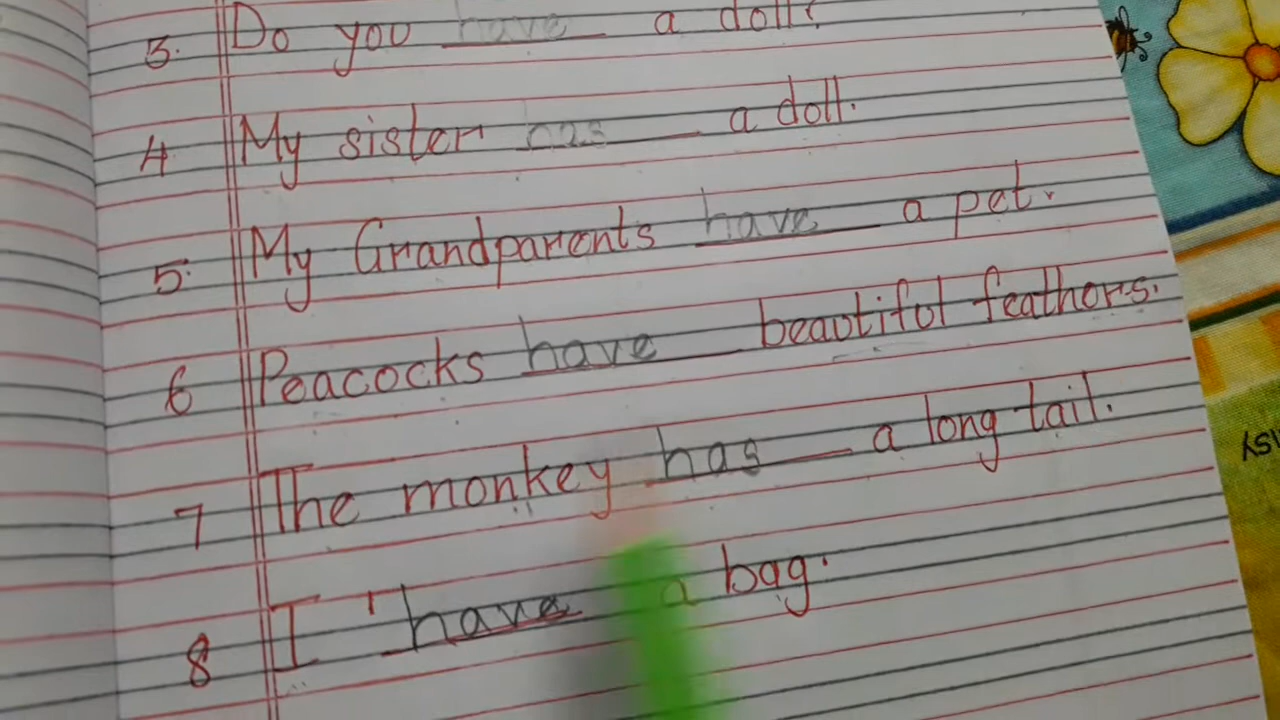 3. Do you have a doll?
4 My sister has a doll.
5. My Grandparents have a pet.
6 Peacocks have beautiful feathers.
7 The monkey has a long tail.
8 I have a bag.